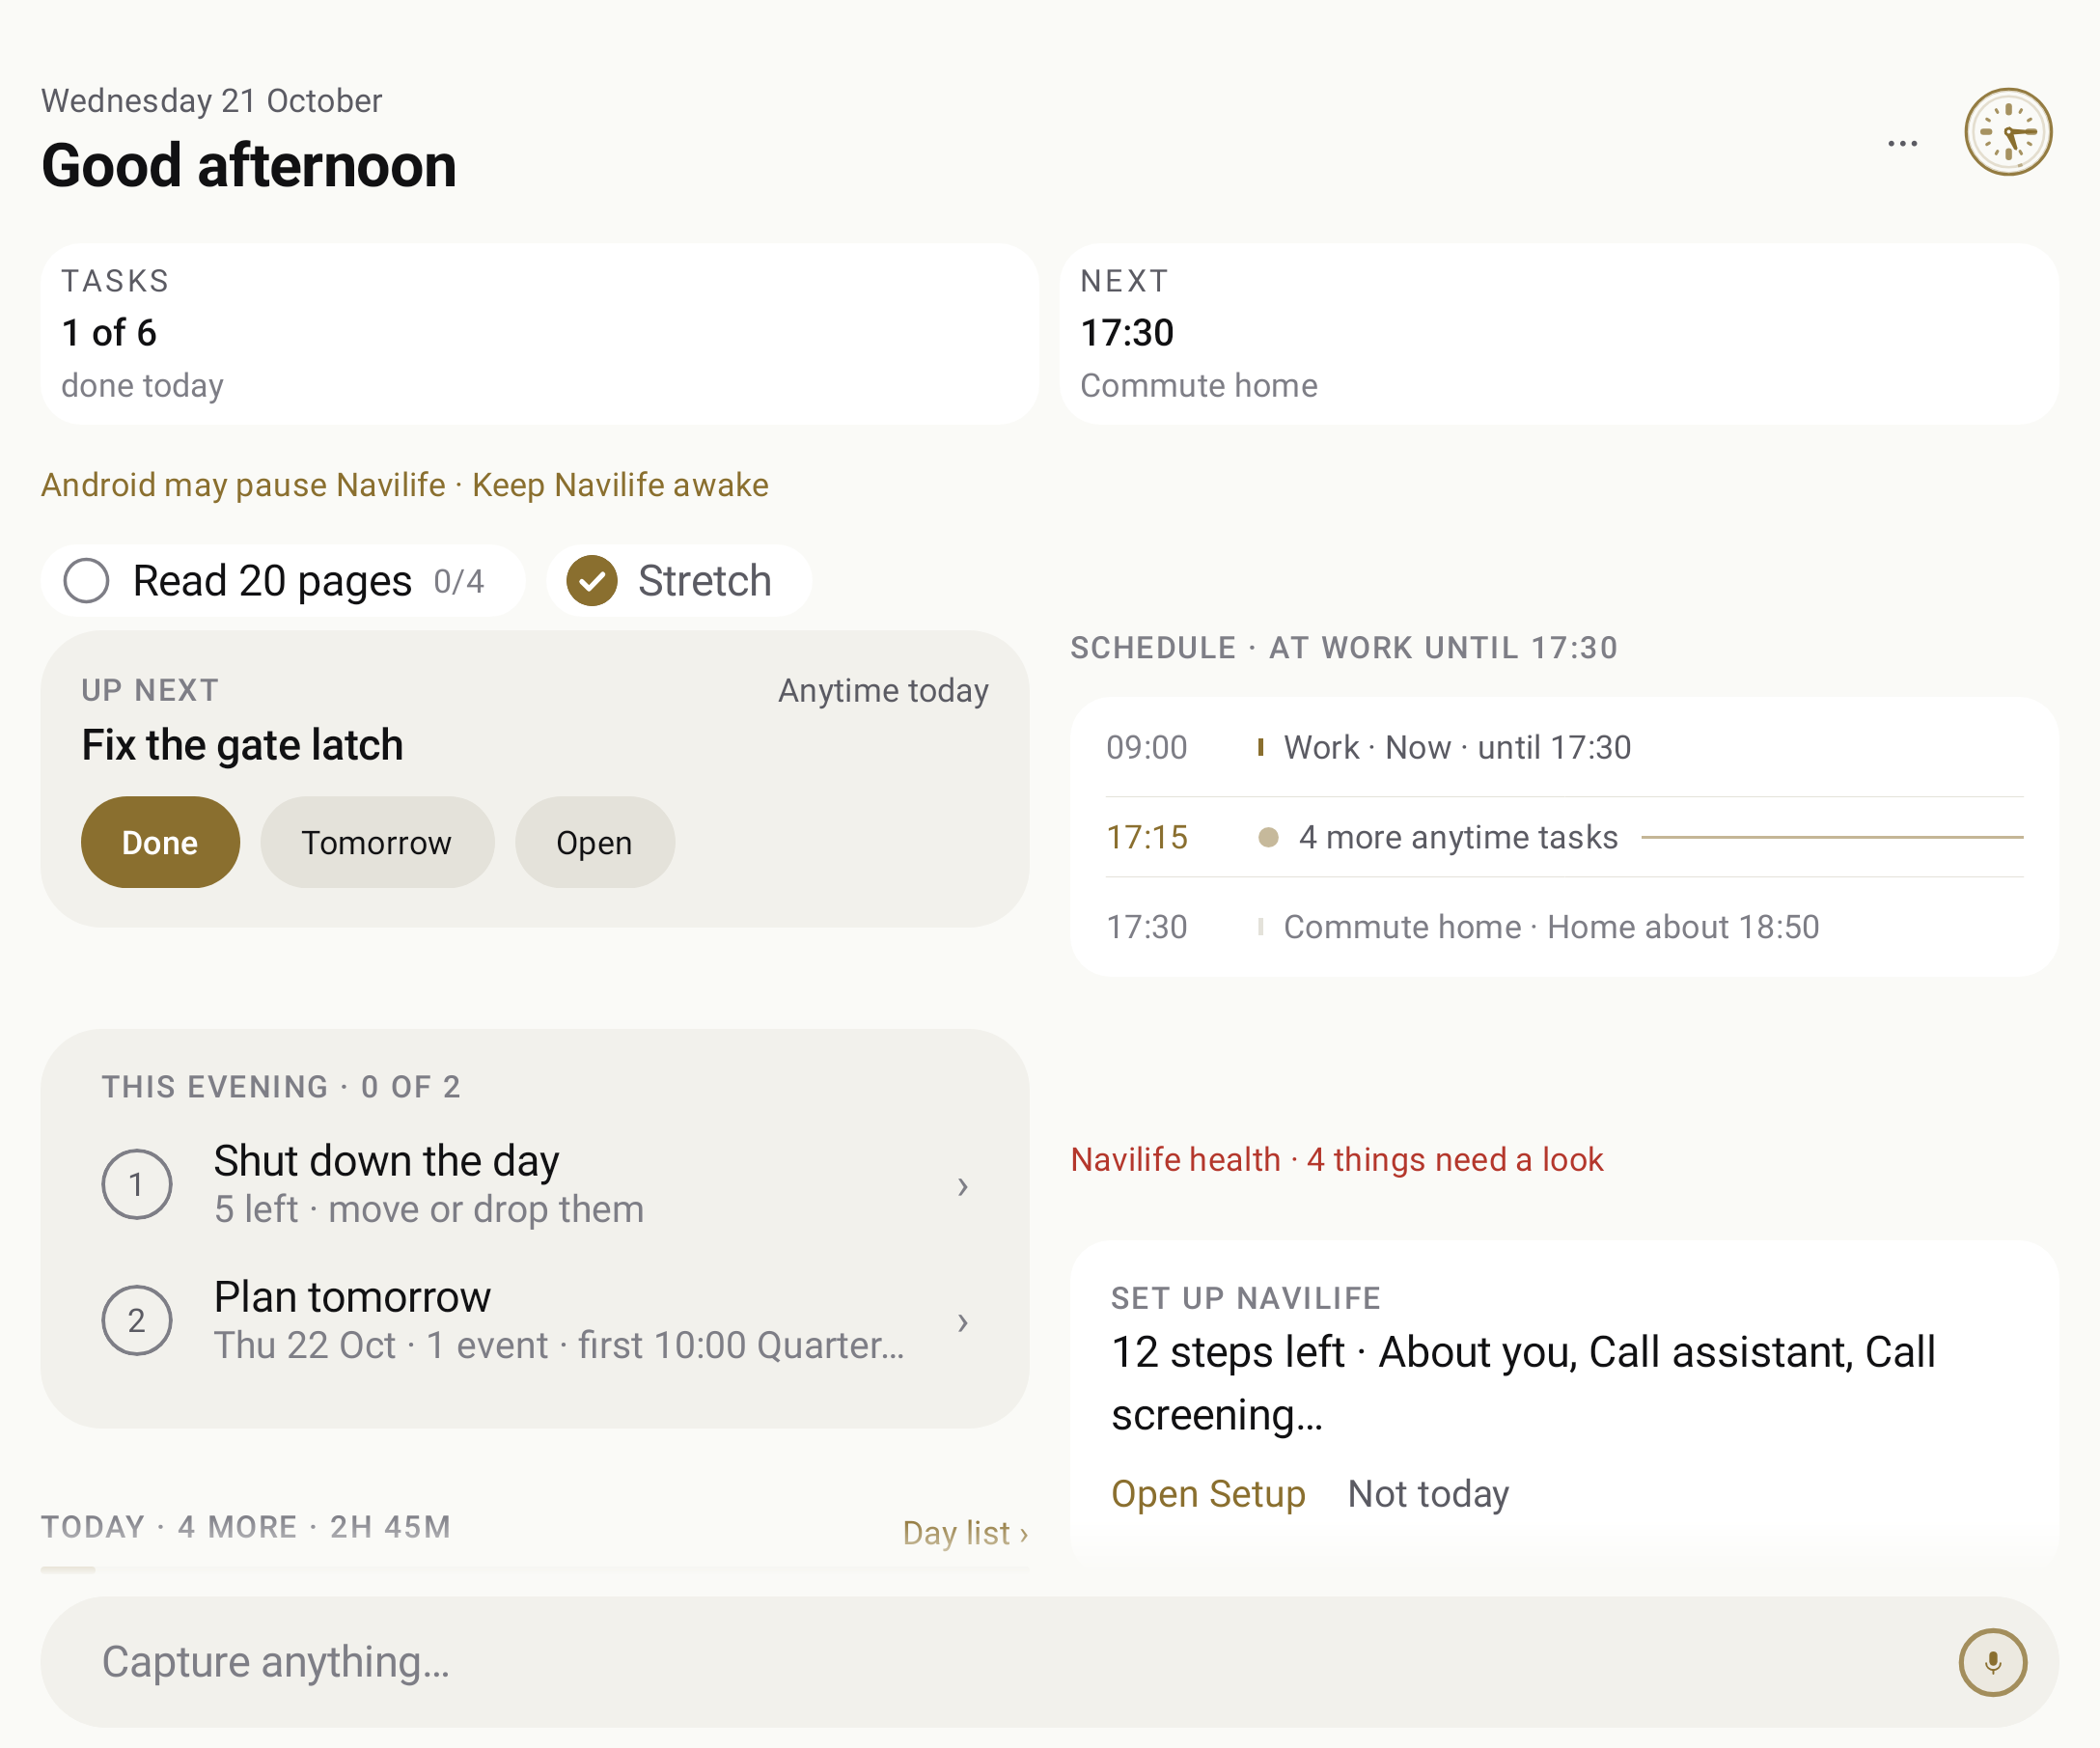 Wednesday 21 October
Good afternoon
...
TASKS
1 of 6
done today
NEXT
17:30
Commute home
Android may pause Navilife · Keep Navilife awake
Read 20 pages 0/4
Stretch
UP NEXT
Anytime today
Fix the gate latch
Done
Tomorrow
Open
SCHEDULE · AT WORK UNTIL 17:30
09:00 Work · Now · until 17:30
17:15 4 more anytime tasks
17:30 Commute home · Home about 18:50
THIS EVENING · 0 OF 2
1 Shut down the day
5 left · move or drop them ›
2 Plan tomorrow
Thu 22 Oct · 1 event · first 10:00 Quarter... ›
Navilife health · 4 things need a look
SET UP NAVILIFE
12 steps left · About you, Call assistant, Call
screening...
Open Setup Not today
TODAY · 4 MORE · 2H 45M
Day list ›
Capture anything...